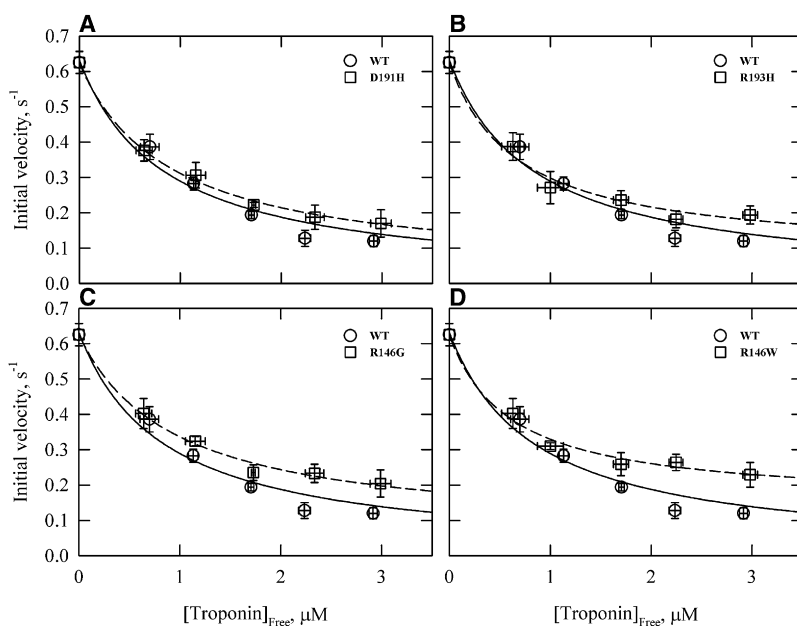 A
B
0.7
0.6
0.5
0.4
0.3
0.2
0.1
0.0
Initial velocity, s-1
WT
D191H
WT
R193H
C
D
0.7
0.6
0.5
0.4
0.3
0.2
0.1
0.0
Initial velocity, s-1
WT
R146G
WT
R146W
0 1 2 3
0 1 2 3
[Troponin]Free, μM
[Troponin]Free, μM